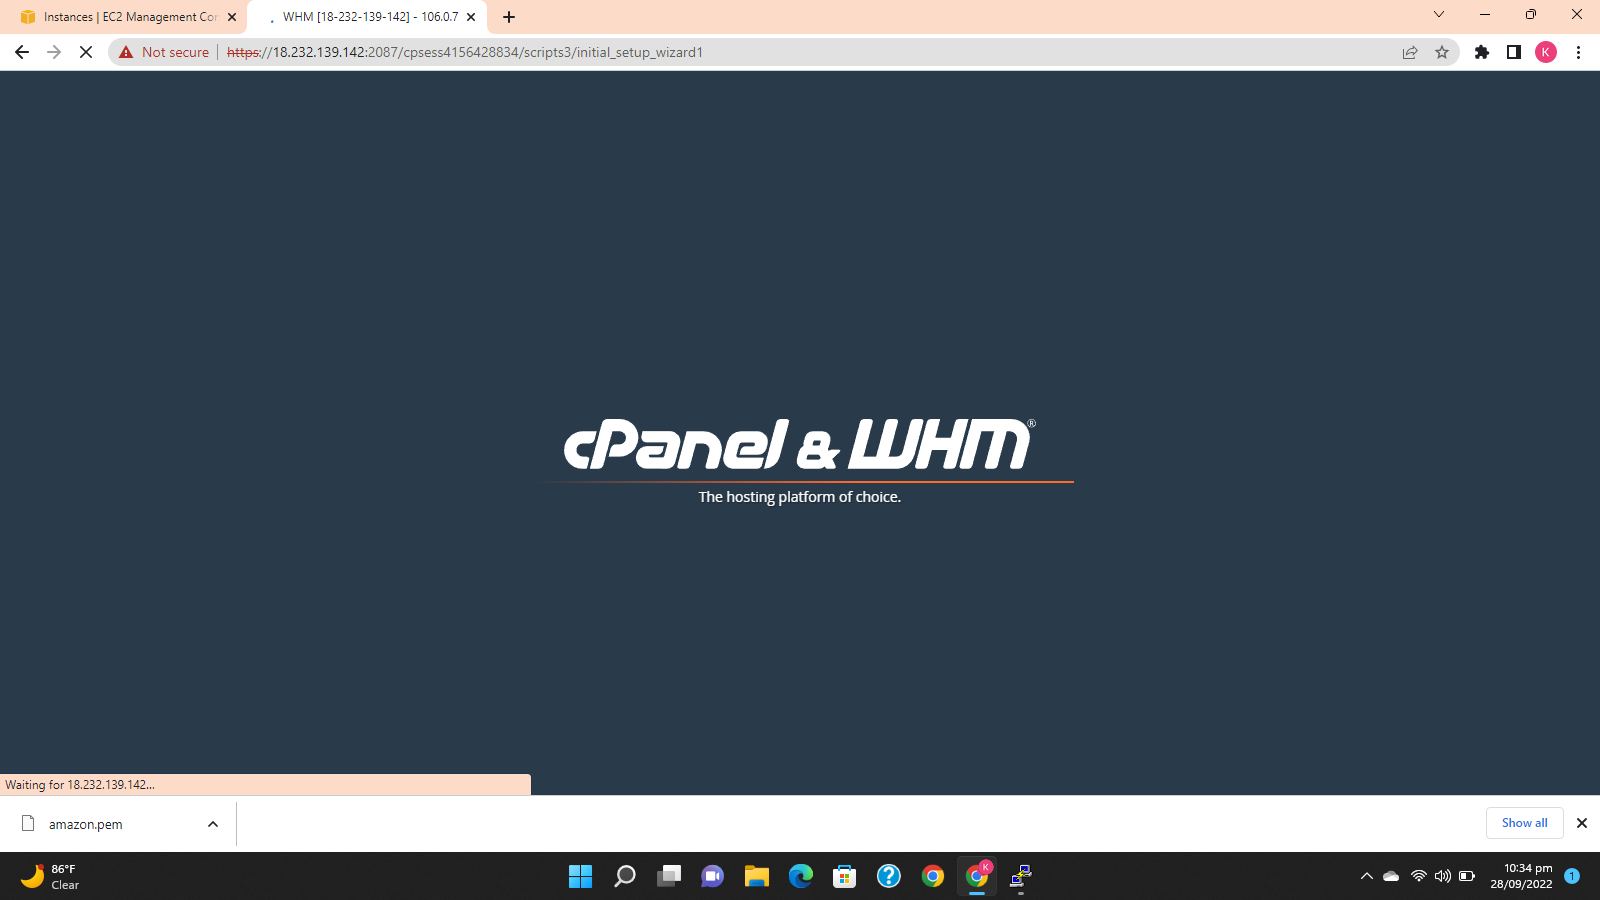 Instances | EC2 Management Cor
WHM [18-232-139-142] - 106.0.7
Not secure
https://18.232.139.142:2087/cpsess4156428834/scripts3/initial_setup_wizard1
K
cPanel & WHM®
The hosting platform of choice.
Waiting for 18.232.139.142...
amazon.pem
Show all
86°F
Clear
K
10:34 pm
28/09/2022
1